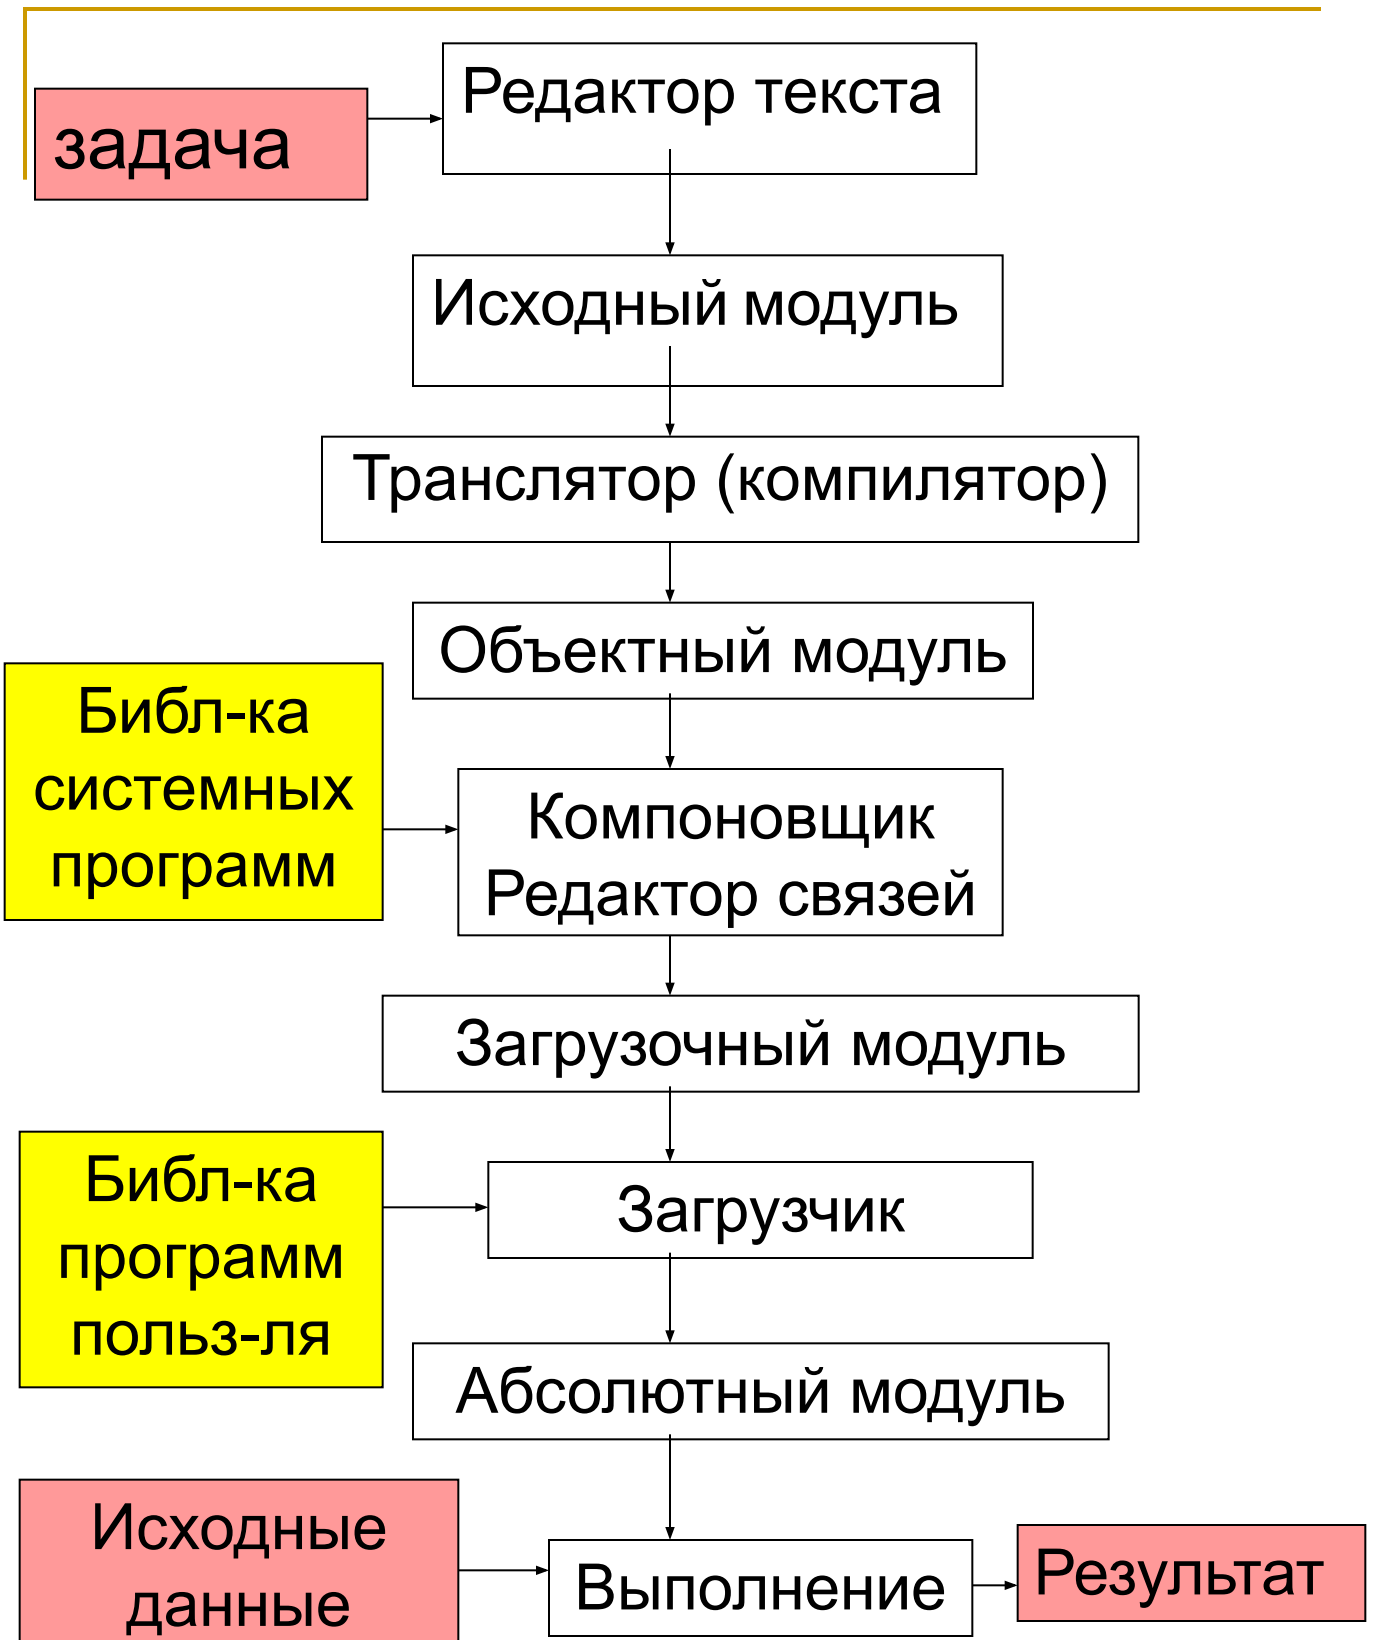 задача
Редактор текста
Исходный модуль
Транслятор (компилятор)
Объектный модуль
Библ-ка
системных
программ
Компоновщик
Редактор связей
Загрузочный модуль
Библ-ка
программ
польз-ля
Загрузчик
Абсолютный модуль
Исходные
данные
Выполнение
Результат